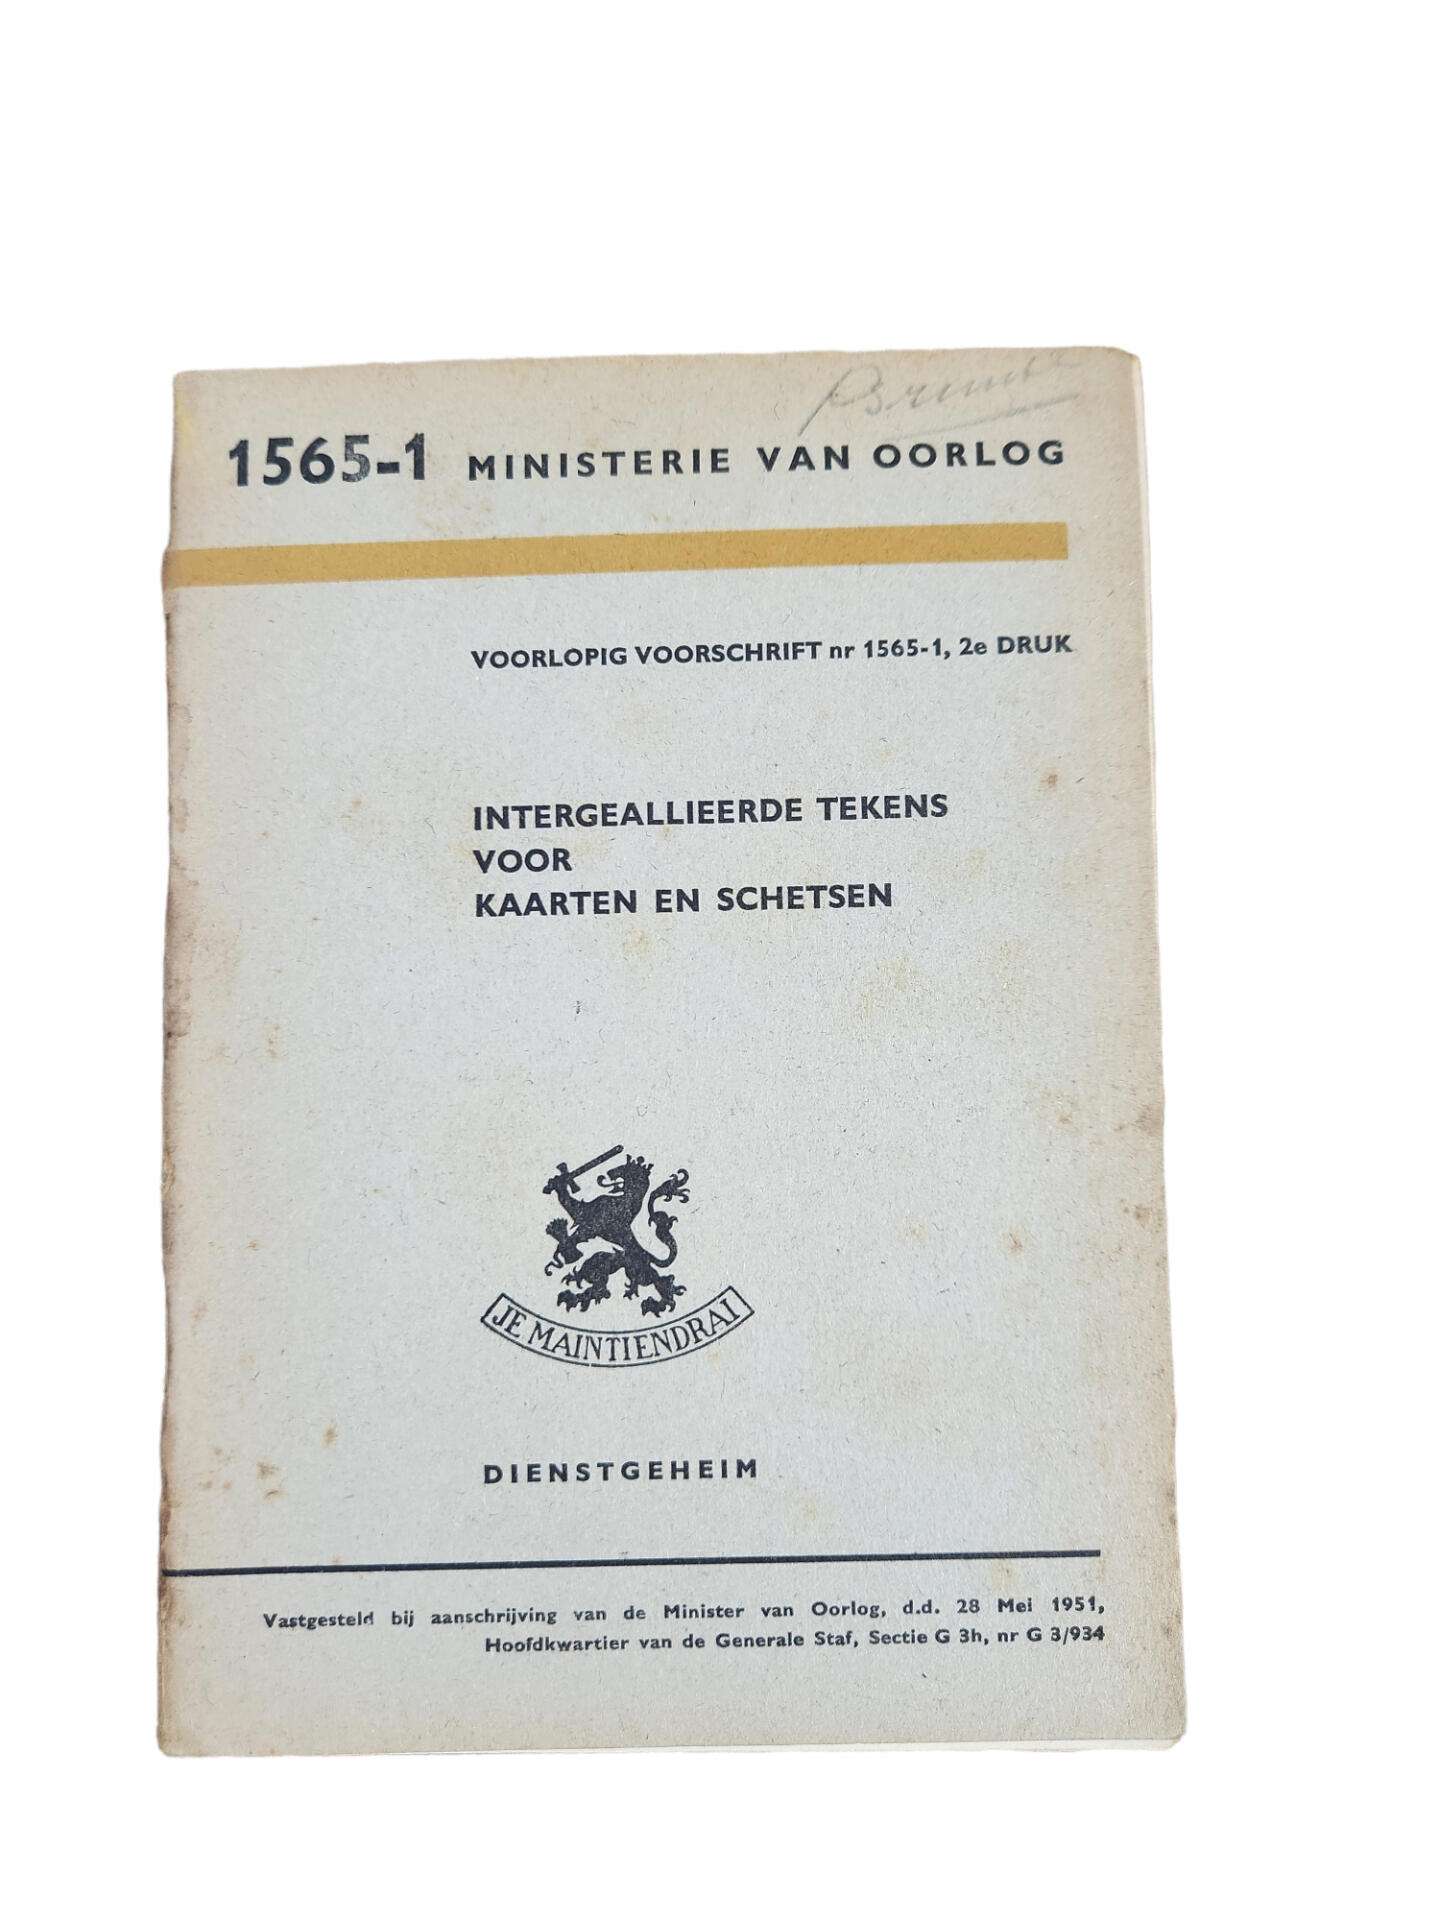 1565-1 MINISTERIE VAN OORLOG
VOORLOPIG VOORSCHRIFT nr 1565-1, 2e DRUK
INTERGEALLIEERDE TEKENS
VOOR
KAARTEN EN SCHETSEN
JE MAINTIENDRAI
DIENSTGEHEIM
Vastgesteld bij aanschrijving van de Minister van Oorlog, d.d. 28 Mei 1951,
Hoofdkwartier van de Generale Staf, Sectie G 3h, nr G 3/934